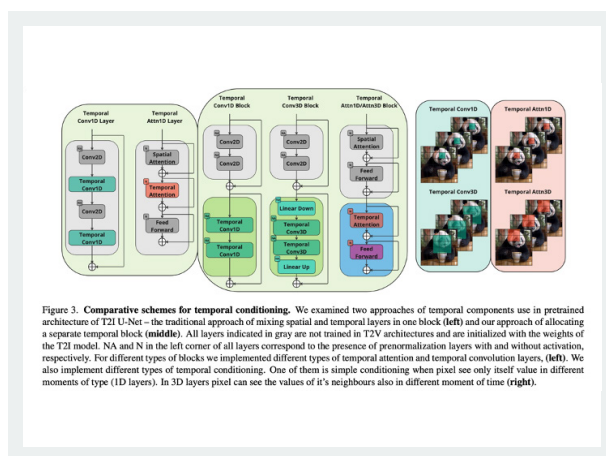 Temporal
Conv1D Layer
Temporal
Attn1D Layer
Temporal
Conv1D Block
Temporal
Conv3D Block
Temporal
Attn1D/Attn3D Block
Temporal Conv1D
Temporal Attn1D
Conv2D
Temporal
Conv1D
Conv2D
Temporal
Conv1D
Spatial
Attention
Temporal
Attention
Feed
Forward
Conv2D
Conv2D
Temporal
Conv1D
Temporal
Conv1D
Conv2D
Conv2D
Linear Down
Temporal
Conv3D
Temporal
Conv3D
Linear Up
Spatial
Attention
Feed
Forward
Temporal
Attention
Feed
Forward
Temporal Conv3D
Temporal Attn3D
Figure 3. Comparative schemes for temporal conditioning. We examined two approaches of temporal components use in pretrained
architecture of T2I U-Net – the traditional approach of mixing spatial and temporal layers in one block (left) and our approach of allocating
a separate temporal block (middle). All layers indicated in gray are not trained in T2V architectures and are initialized with the weights of
the T2I model. NA and N in the left corner of all layers correspond to the presence of prenormalization layers with and without activation,
respectively. For different types of blocks we implemented different types of temporal attention and temporal convolution layers, (left). We
also implement different types of temporal conditioning. One of them is simple conditioning when pixel see only itself value in different
moments of type (1D layers). In 3D layers pixel can see the values of it's neighbours also in different moment of time (right).